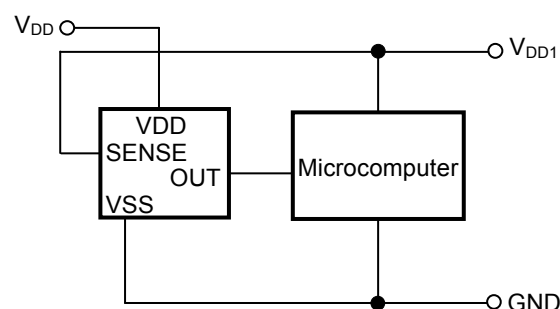 VDD
VDD1
VDD
SENSE
OUT
VSS
Microcomputer
GND